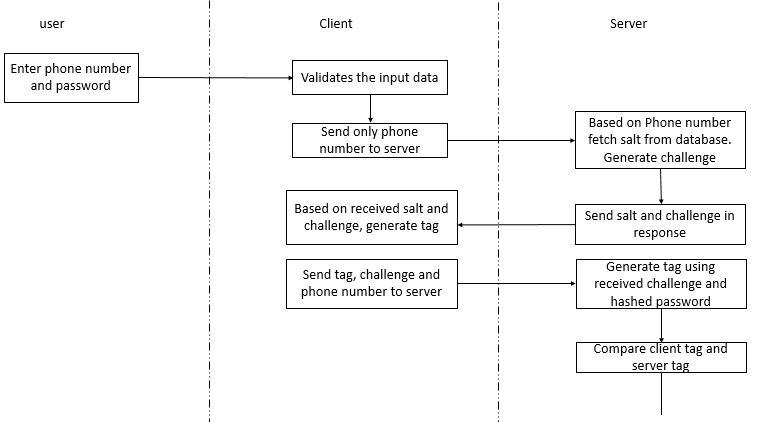 user
Client
Server
Enter phone number
and password
Validates the input data
Send only phone
number to server
Based on Phone number
fetch salt from database.
Generate challenge
Send salt and challenge in
response
Based on received salt and
challenge, generate tag
Send tag, challenge and
phone number to server
Generate tag using
received challenge and
hashed password
Compare client tag and
server tag